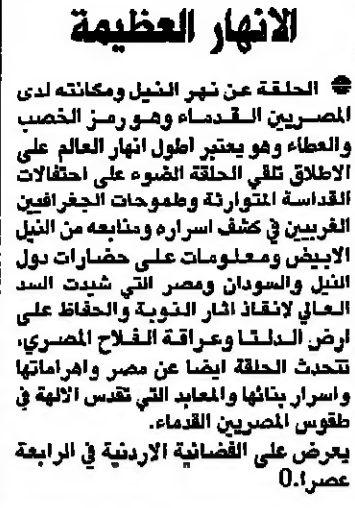 الانهار العظيمة
الحلقة عن نهر النيل ومكانته لدى
المصريين القدماء وهو رمز الخصب
والعطاء وهو يعتبر اطول انهار العالم على
الاطلاق تلقي الحلقة الضوء على احتفالات
القداسة المتوارثة وطموحات الجغرافيين
الغربيين في كشف اسراره ومنابعه من النيل
الابيض ومعلومات على حضارات دول
النيل والسودان ومصر التي شيدت السد
العالي لانقاذ اثار النوبة والحفاظ على
ارض الدلتا وعراقة الفلاح المصري،
تتحدث الحلقة ايضا عن مصر واهراماتها
واسرار بنائها والمعابد التي تقدس الالهة في
طقوس المصريين القدماء.
يعرض على الفضائية الاردنية في الرابعة
عصرا.0